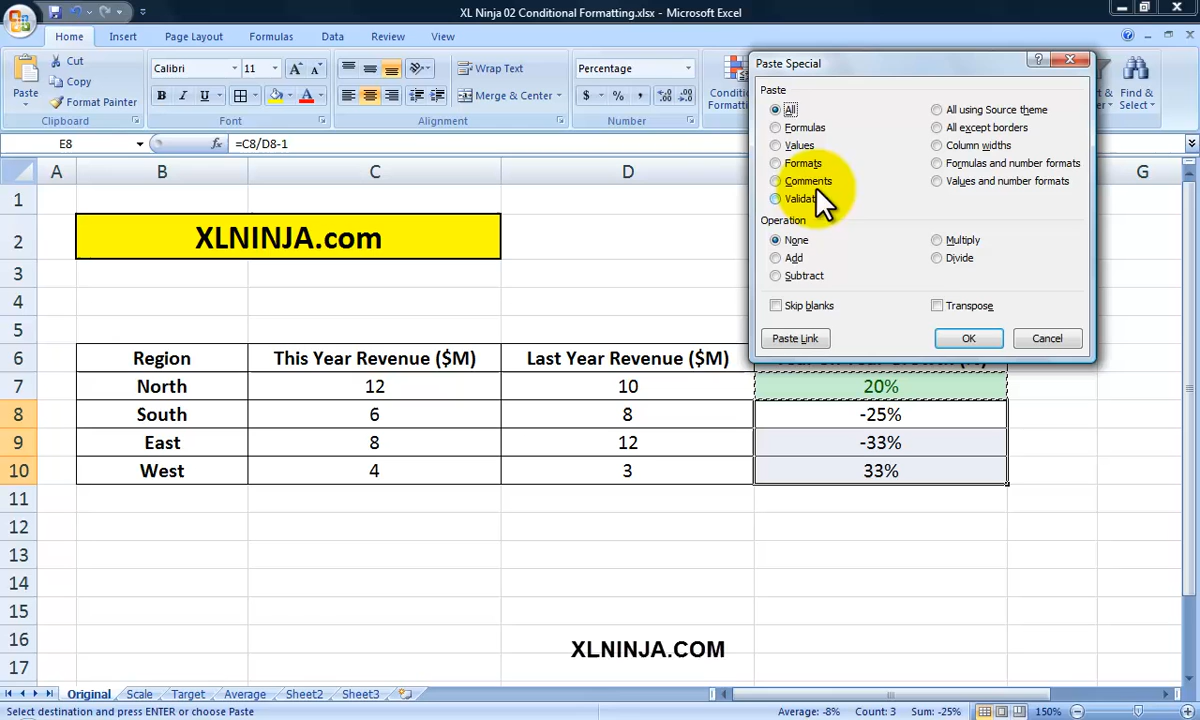 XL Ninja 02 Conditional Formatting.xlsx - Microsoft Excel
Home Insert Page Layout Formulas Data Review View
Paste Cut Copy Format Painter
Clipboard
Calibri 11
B I U A
Font
Wrap Text
Merge & Center
Alignment
Percentage
$ % ,
Number
Find &
Select
Paste Special
Paste
All
Formulas
Values
Formats
Comments
All using Source theme
All except borders
Column widths
Formulas and number formats
Values and number formats
Operation
None
Add
Subtract
Multiply
Divide
Skip blanks Transpose
Paste Link OK Cancel
E8 fx =C8/D8-1
A B C D G
1
2 XLNINJA.com
3
4
5
6 Region This Year Revenue ($M) Last Year Revenue ($M)
7 North 12 10 20%
8 South 6 8 -25%
9 East 8 12 -33%
10 West 4 3 33%
11
12
13
14
15
16 XLNINJA.COM
17
Original Scale Target Average Sheet2 Sheet3
Select destination and press ENTER or choose Paste Average: -8% Count: 3 Sum: -25% 150%